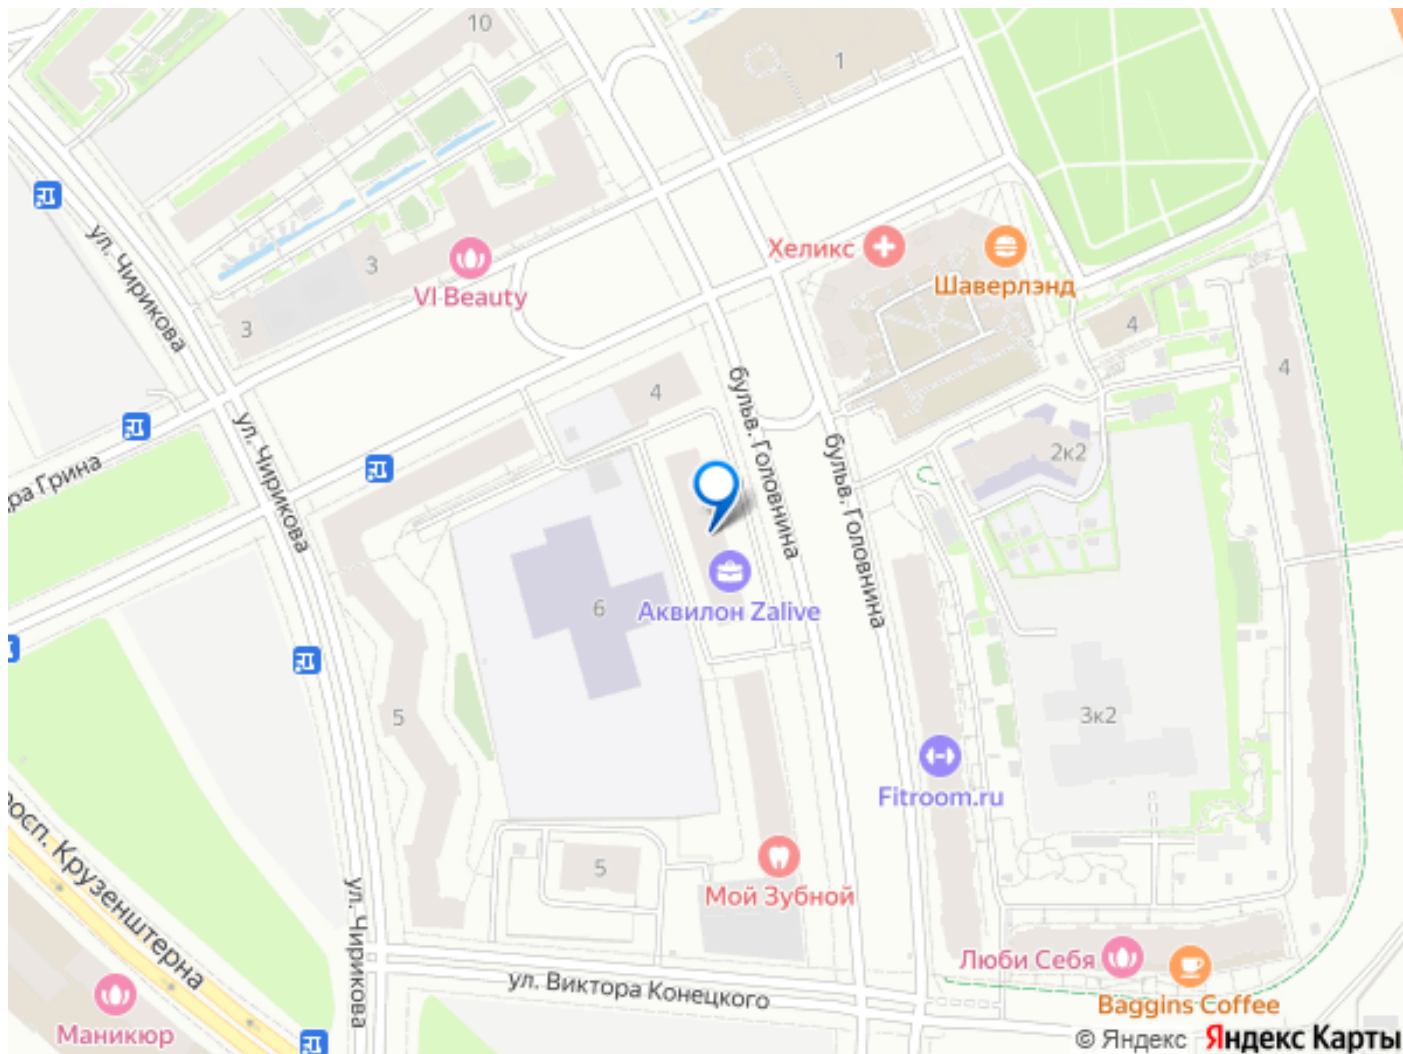 10
1
ул. Чирикова
3
VI Beauty
3
Хеликс
Шаверлэнд
4
4
4
бульв. Головнина
ул. Чирикова
бульв. Головнина
2к2
ра Грина
6
Аквилон Zalive
5
3к2
Fitroom.ru
росп. Крузенштерна
5
Мой Зубной
ул. Чирикова
Люби Себя
ул. Виктора Конецкого
Baggins Coffee
Маникюр
© Яндекс Яндекс Карты